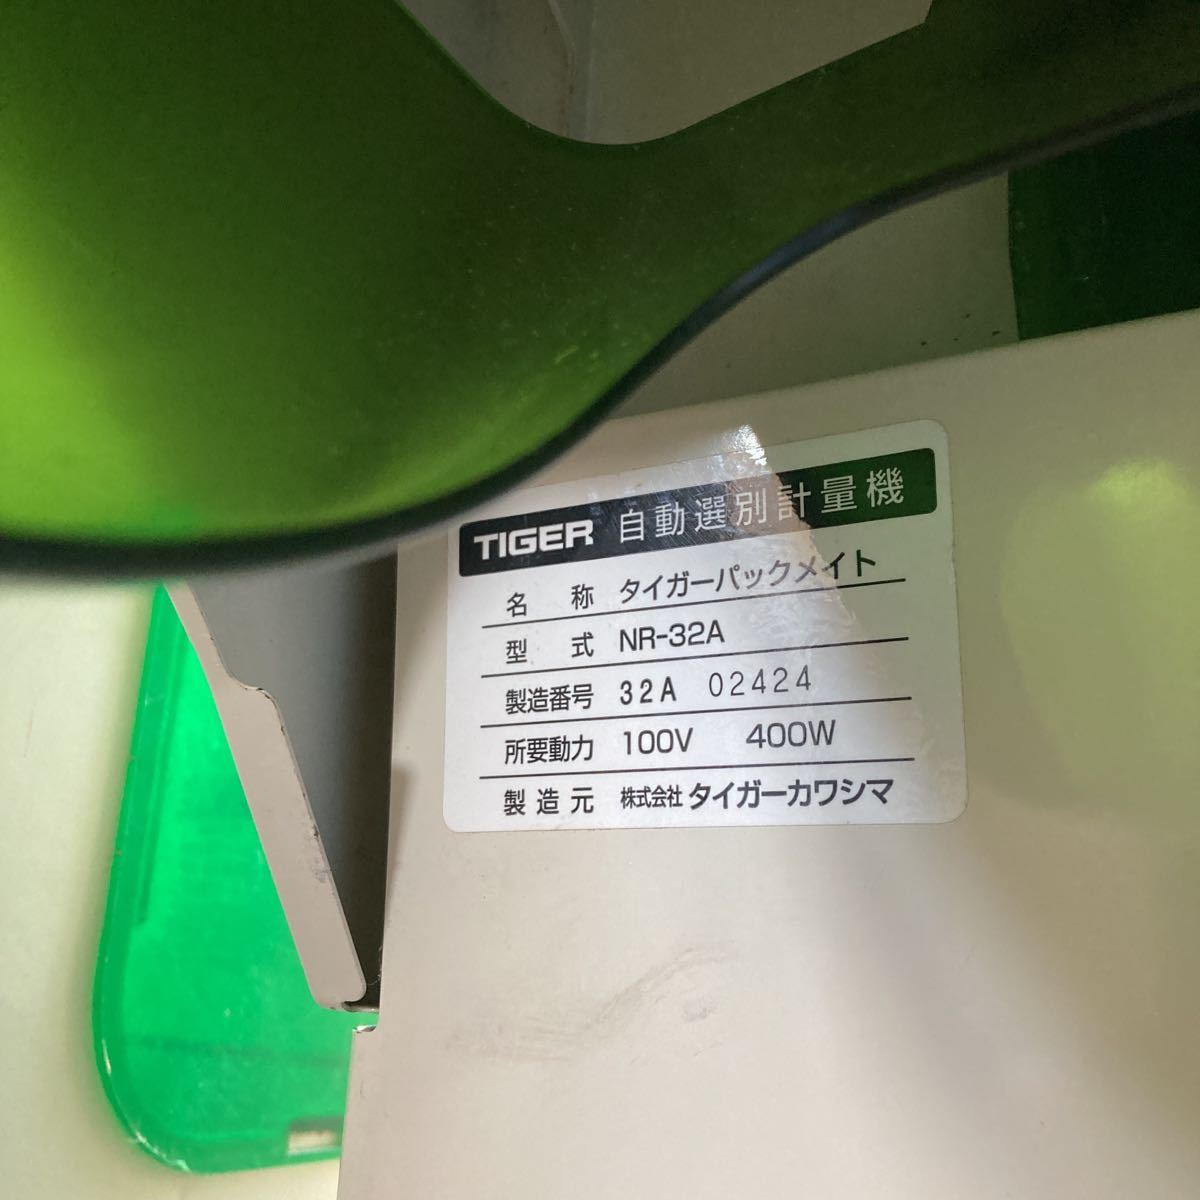 TIGER 自動選別計量機
名称 タイガーパックメイト
型式 NR-32A
製造番号 32A 02424
所要動力 100V 400W
製造元 株式会社 タイガーカワシマ